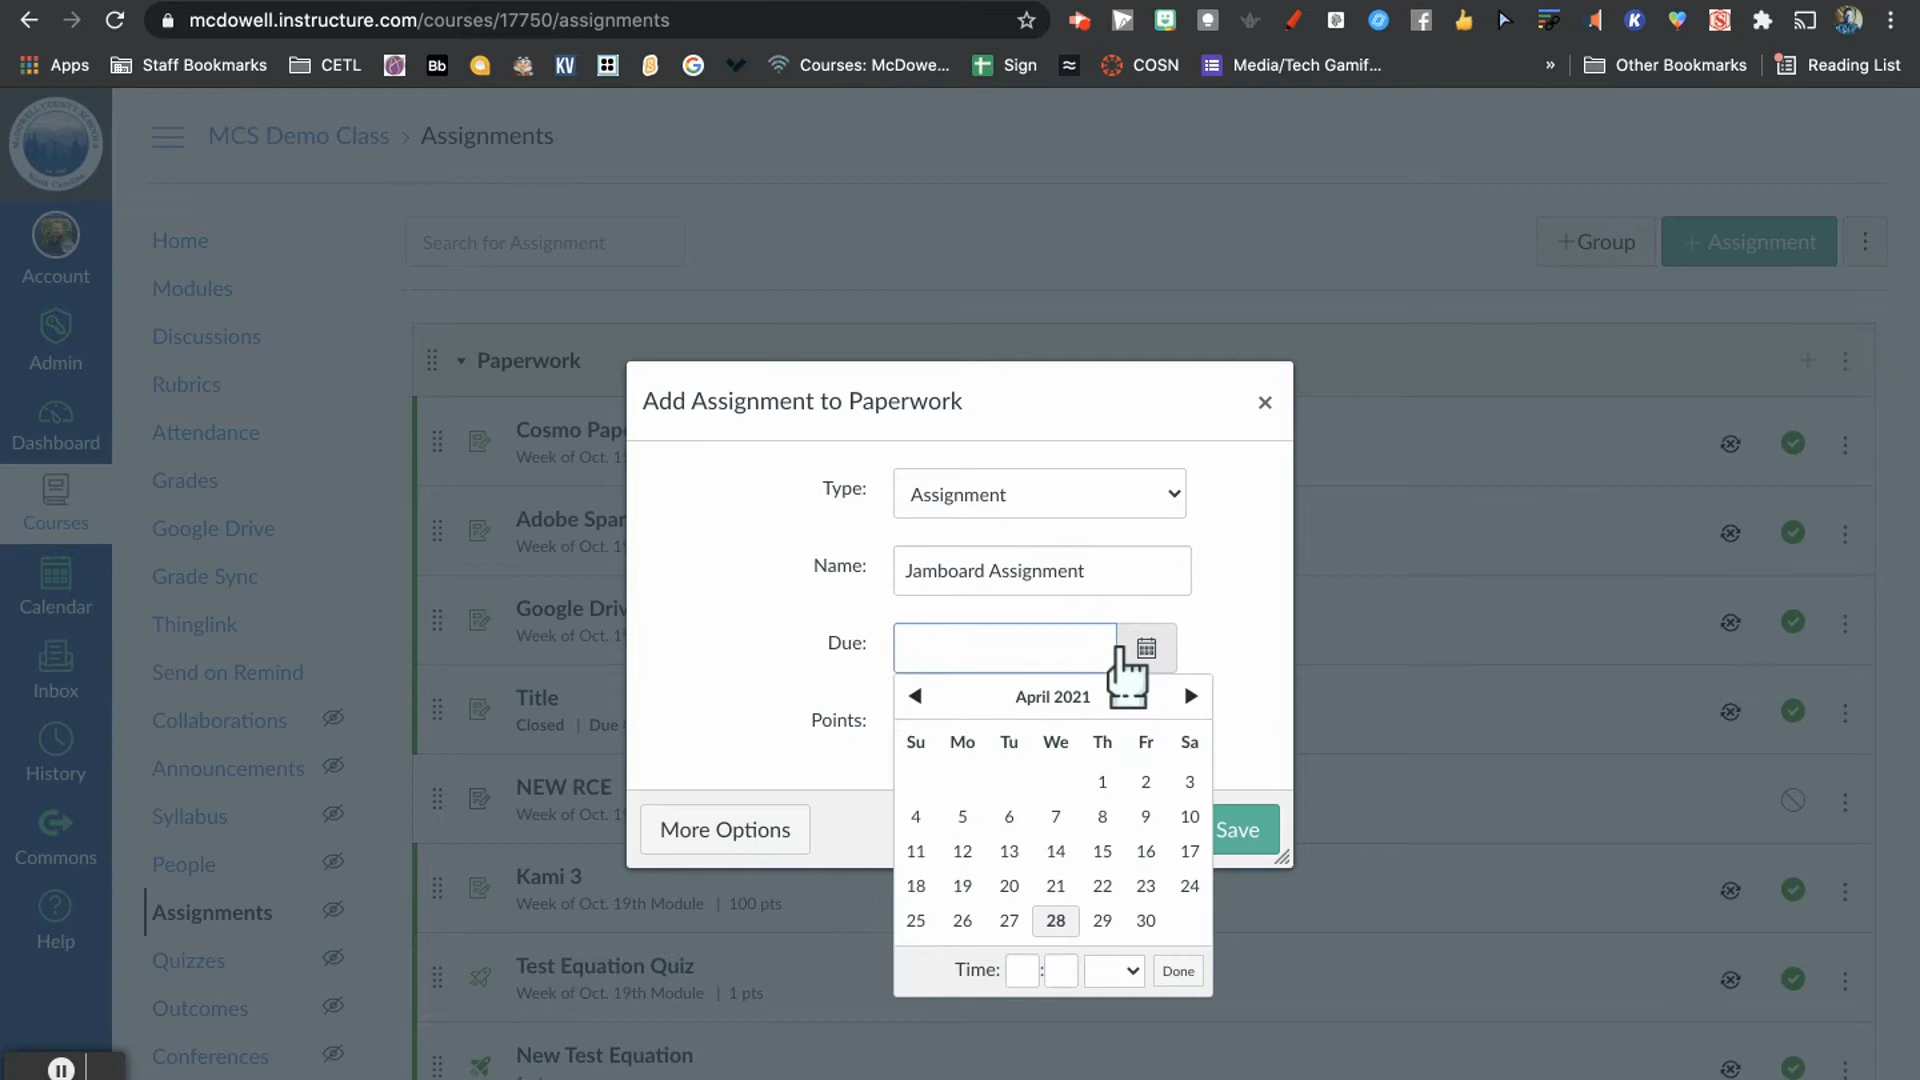 mcdowell.instructure.com/courses/17750/assignments
Apps
Staff Bookmarks
CETL
Bb
KV
Courses: McDowe...
Sign
COSN
Media/Tech Gamif...
»
Other Bookmarks
Reading List
MCS Demo Class › Assignments
Account
Admin
Dashboard
Courses
Calendar
Inbox
History
Commons
Help
Home
Modules
Discussions
Rubrics
Attendance
Grades
Google Drive
Grade Sync
Thinglink
Send on Remind
Collaborations
Announcements
Syllabus
People
Assignments
Quizzes
Outcomes
Conferences
Search for Assignment
+Group
+ Assignment
Paperwork
Cosmo Pap
Week of Oct. 1
Adobe Spar
Week of Oct. 1
Google Driv
Week of Oct. 1
Title
Closed | Due
NEW RCE
Week of Oct. 1
Kami 3
Week of Oct. 19th Module | 100 pts
Test Equation Quiz
Week of Oct. 19th Module | 1 pts
New Test Equation
Add Assignment to Paperwork
×
Type:
Assignment
Name:
Jamboard Assignment
Due:
Points:
April 2021
Su Mo Tu We Th Fr Sa
1 2 3
4 5 6 7 8 9 10
11 12 13 14 15 16 17
18 19 20 21 22 23 24
25 26 27 28 29 30
Time: :
Done
More Options
Save